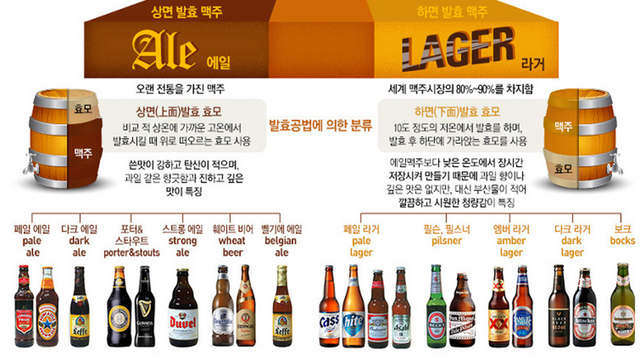 상면 발효 맥주
Ale 에일
하면 발효 맥주
LAGER 라거
오랜 전통을 가진 맥주
효모
맥주
상면(上面)발효 효모
비교 적 상온에 가까운 고온에서
발효시킬 때 위로 떠오르는 효모 사용
쓴맛이 강하고 탄산이 적으며,
과일 같은 향긋함과 진하고 깊은
맛이 특징
발효공법에 의한 분류
세계 맥주시장의 80%~90%를 차지함
하면(下面)발효 효모
10도 정도의 저온에서 발효를 하며,
발효 후 하단에 가라앉는 효모를 사용
맥주
효모
에일맥주보다 낮은 온도에서 장시간
저장시켜 만들기 때문에 과일 향이나
깊은 맛은 없지만, 대신 부산물이 적어
깔끔하고 시원한 청량감이 특징
페일 에일
pale
ale
다크 에일
dark
ale
포터&
스타우트
porter&stouts
스트롱 에일
strong
ale
웨이트 비어
wheat
beer
벨기에 에일
belgian
ale
페일 라거
pale
lager
필슨, 필스너
pilsner
엠버 라거
amber
lager
다크 라거
dark
lager
보크
bocks
Leffe
GUINNESS
Duvel
Leffe
Cass
hite
Asahi
BECK'S
XX